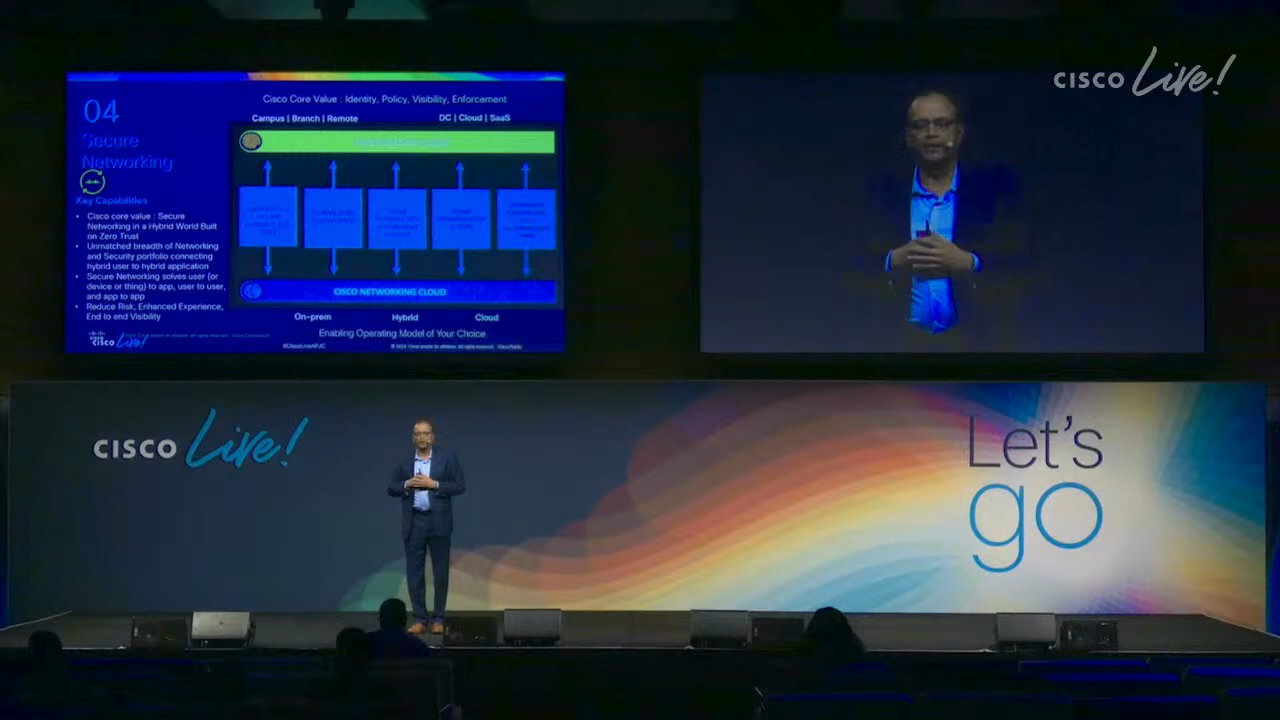 04
Secure
Networking
Key Capabilities
• Cisco core value : Secure
Networking in a Hybrid World Built
on Zero Trust
• Unmatched breadth of Networking
and Security portfolio connecting
hybrid user to hybrid application
• Secure Networking solves user (or
device or thing) to app, user to user,
and app to app
• Reduce Risk, Enhanced Experience,
End to end Visibility
CISCO Live!
Cisco Core Value : Identity, Policy, Visibility, Enforcement
Campus | Branch | Remote
DC | Cloud | SaaS
CISCO NETWORKING CLOUD
On-prem
Hybrid
Cloud
Enabling Operating Model of Your Choice
#CiscoLiveAPJC
CISCO Live!
CISCO Live!
Let's
go